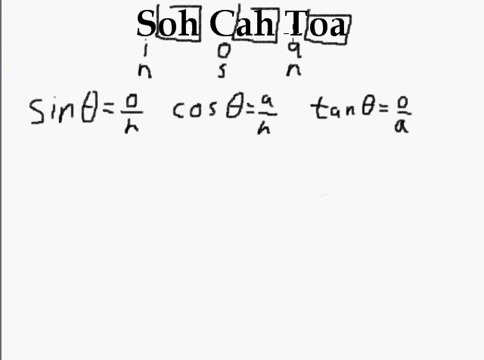 Soh Cah Toa
i o a
n s n
sinθ=o/h cosθ=a/h tanθ=o/a